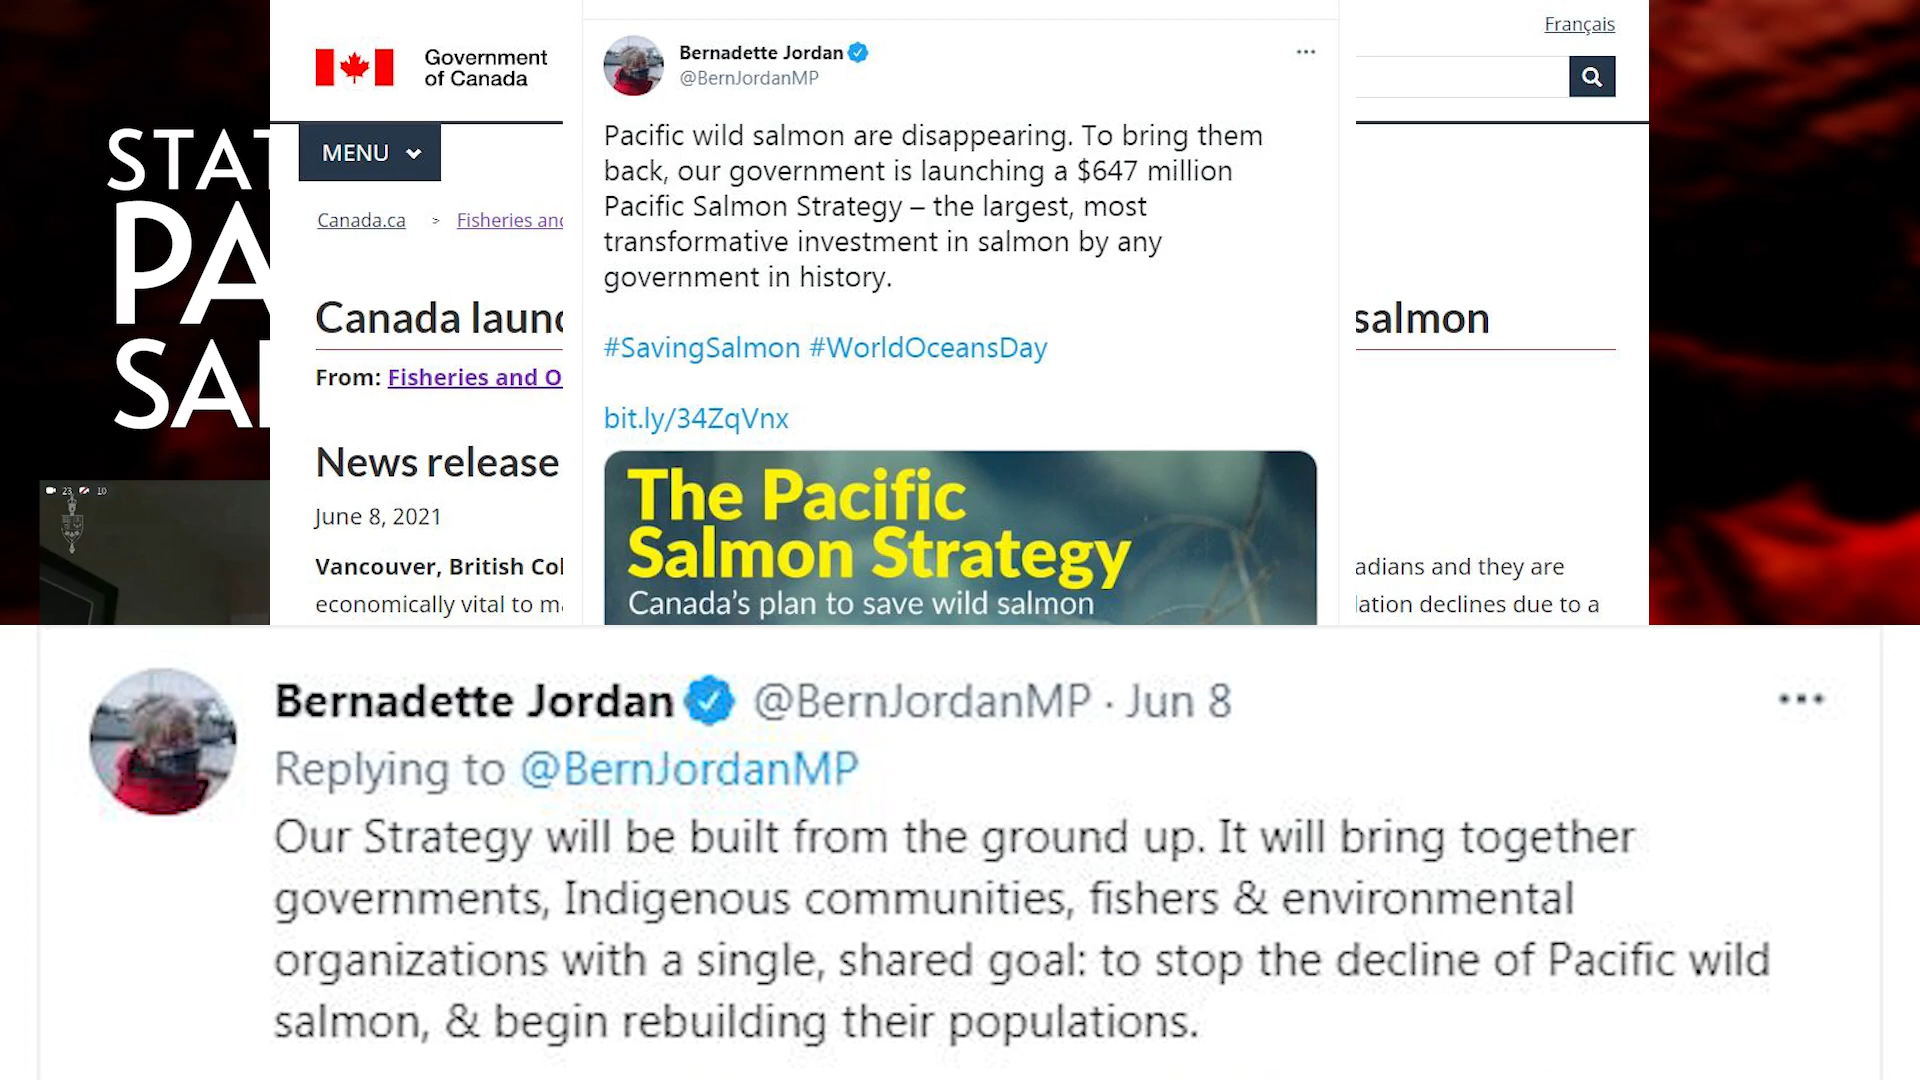 STAT
PA
SA
23 10
Government
of Canada
Français
MENU
Canada.ca > Fisheries and
Canada laun
salmon
From: Fisheries and O
News release
June 8, 2021
Vancouver, British Col
economically vital to
adians and they are
lation declines due to a
Bernadette Jordan
@BernJordanMP
Pacific wild salmon are disappearing. To bring them
back, our government is launching a $647 million
Pacific Salmon Strategy – the largest, most
transformative investment in salmon by any
government in history.
#SavingSalmon #WorldOceansDay
bit.ly/34ZqVnx
The Pacific
Salmon Strategy
Canada's plan to save wild salmon
Bernadette Jordan @BernJordanMP · Jun 8
Replying to @BernJordanMP
Our Strategy will be built from the ground up. It will bring together
governments, Indigenous communities, fishers & environmental
organizations with a single, shared goal: to stop the decline of Pacific wild
salmon, & begin rebuilding their populations.